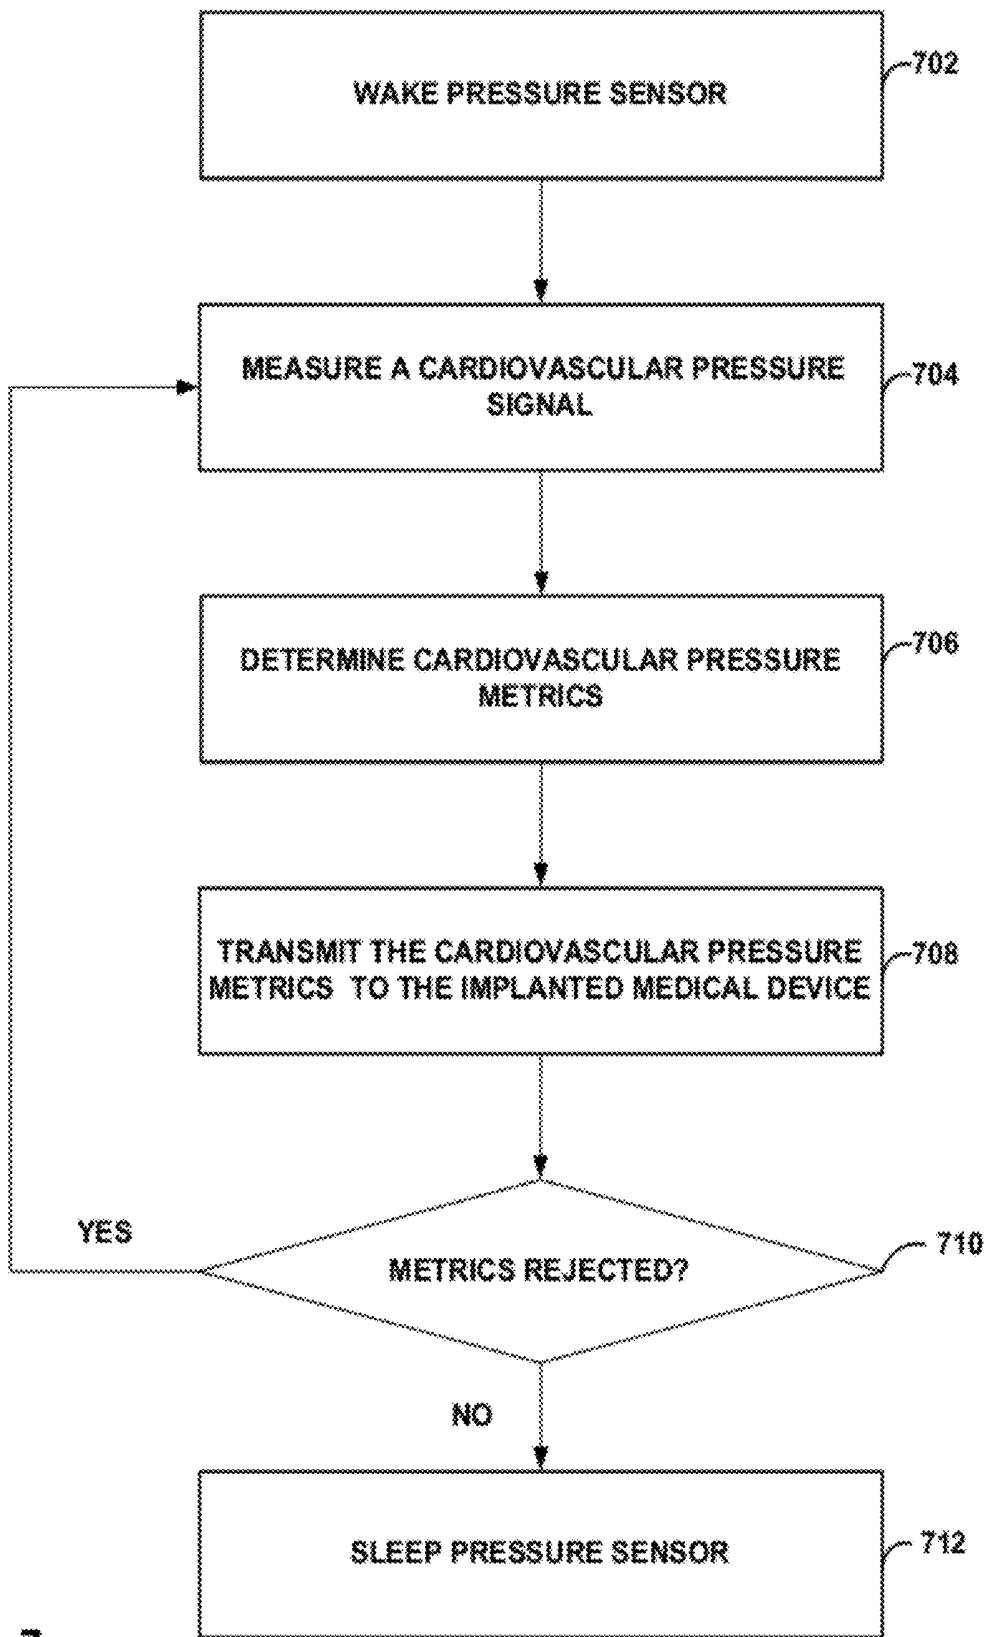 WAKE PRESSURE SENSOR
702
MEASURE A CARDIOVASCULAR PRESSURE
SIGNAL
704
DETERMINE CARDIOVASCULAR PRESSURE
METRICS
706
TRANSMIT THE CARDIOVASCULAR PRESSURE
METRICS TO THE IMPLANTED MEDICAL DEVICE
708
YES
METRICS REJECTED?
710
NO
SLEEP PRESSURE SENSOR
712